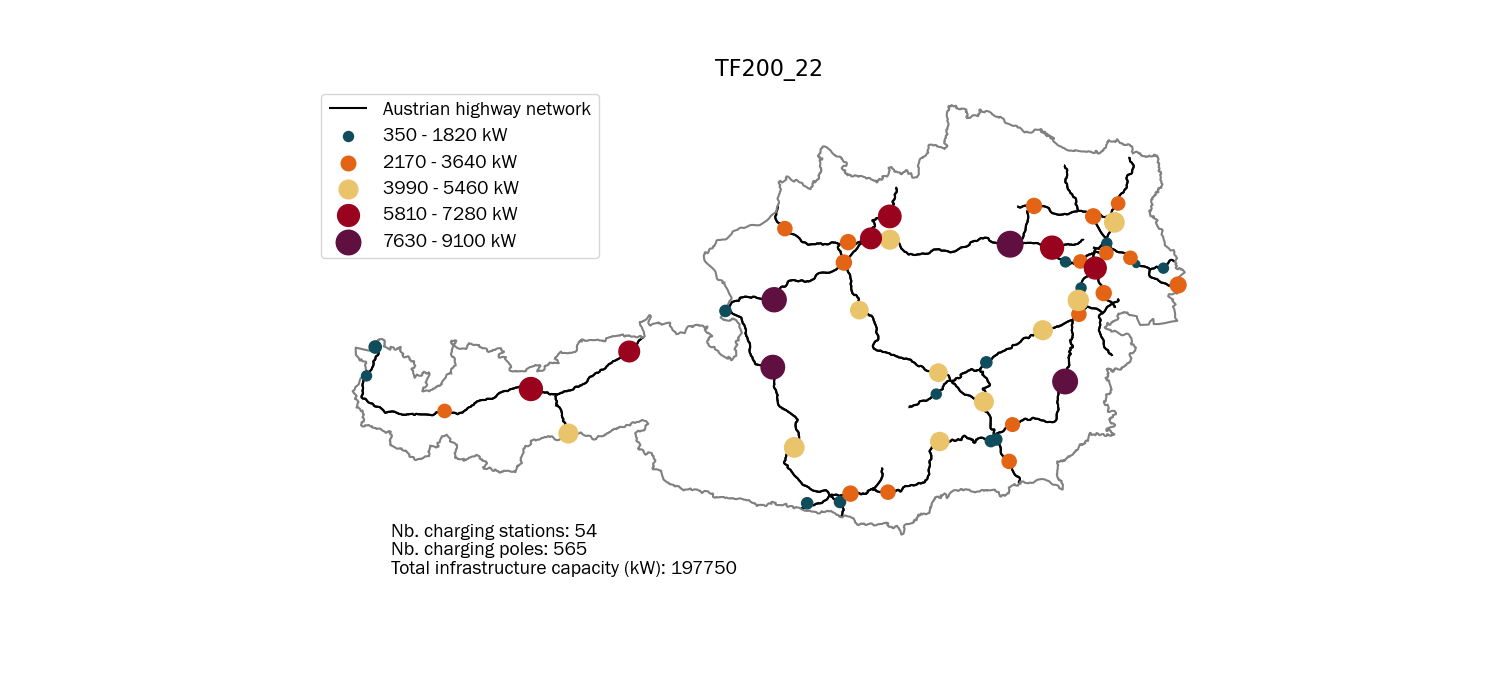 TF200_22
Austrian highway network
350 - 1820 kW
2170 - 3640 kW
3990 - 5460 kW
5810 - 7280 kW
7630 - 9100 kW
Nb. charging stations: 54
Nb. charging poles: 565
Total infrastructure capacity (kW): 197750